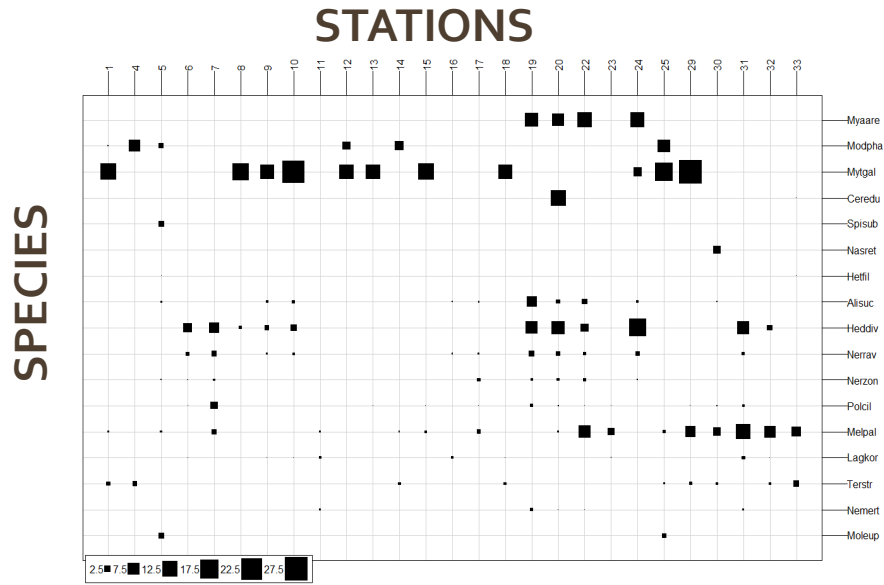 STATIONS
1 4 5 6 7 8 9 10 11 12 13 14 15 16 17 18 19 20 22 23 24 25 29 30 31 32 33
SPECIES
Myaare
Modpha
Mytgal
Ceredu
Spisub
Nasret
Hetfil
Alisuc
Heddiv
Nerrav
Nerzon
Polcil
Melpal
Lagkor
Terstr
Nemert
Moleup
2.5 7.5 12.5 17.5 22.5 27.5